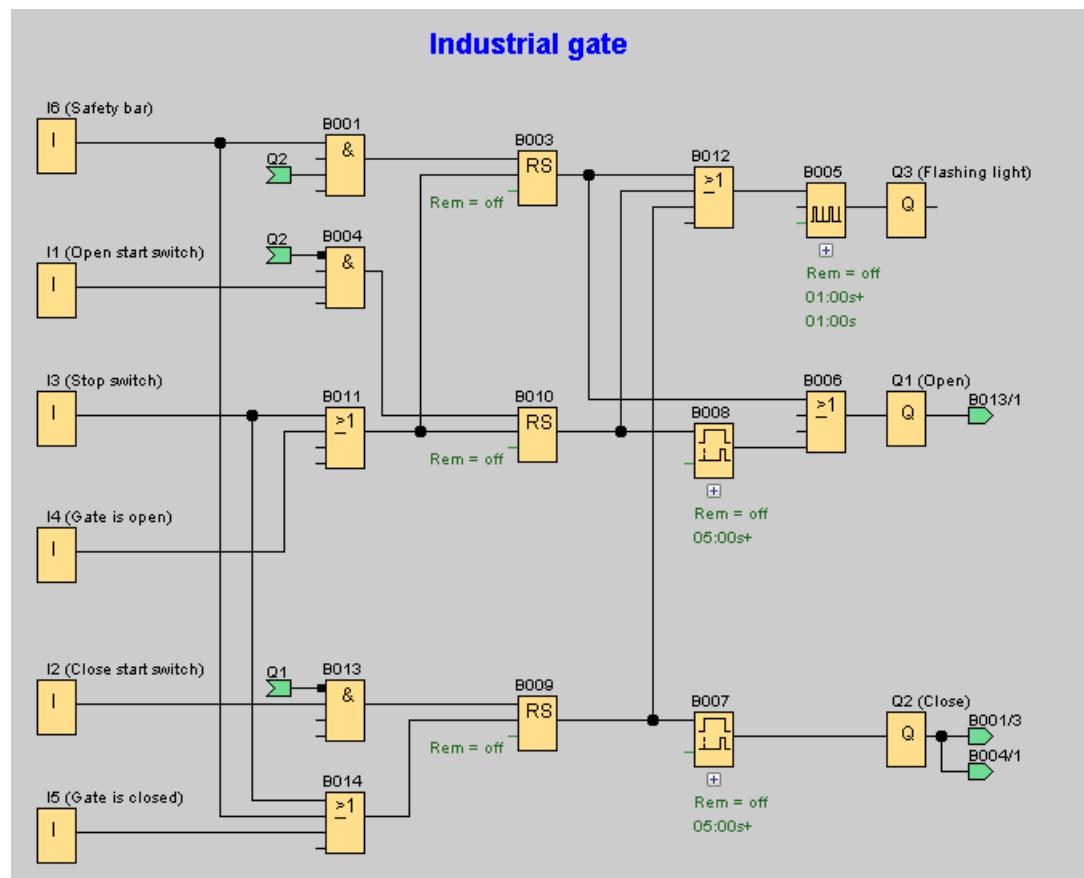 Industrial gate
I6 (Safety bar)
I
B001
&
Q2
B003
RS
Rem = off
B012
>1
B005
Q3 (Flashing light)
Q
Rem = off
01:00s+
01:00s
I1 (Open start switch)
I
Q2
B004
&
I3 (Stop switch)
I
B011
>1
B010
RS
Rem = off
B008
Rem = off
05:00s+
B006
>1
Q1 (Open)
Q
B013/1
I4 (Gate is open)
I
I2 (Close start switch)
I
Q1
B013
&
B009
RS
Rem = off
B007
Rem = off
05:00s+
Q2 (Close)
Q
B001/3
B004/1
I5 (Gate is closed)
I
B014
>1